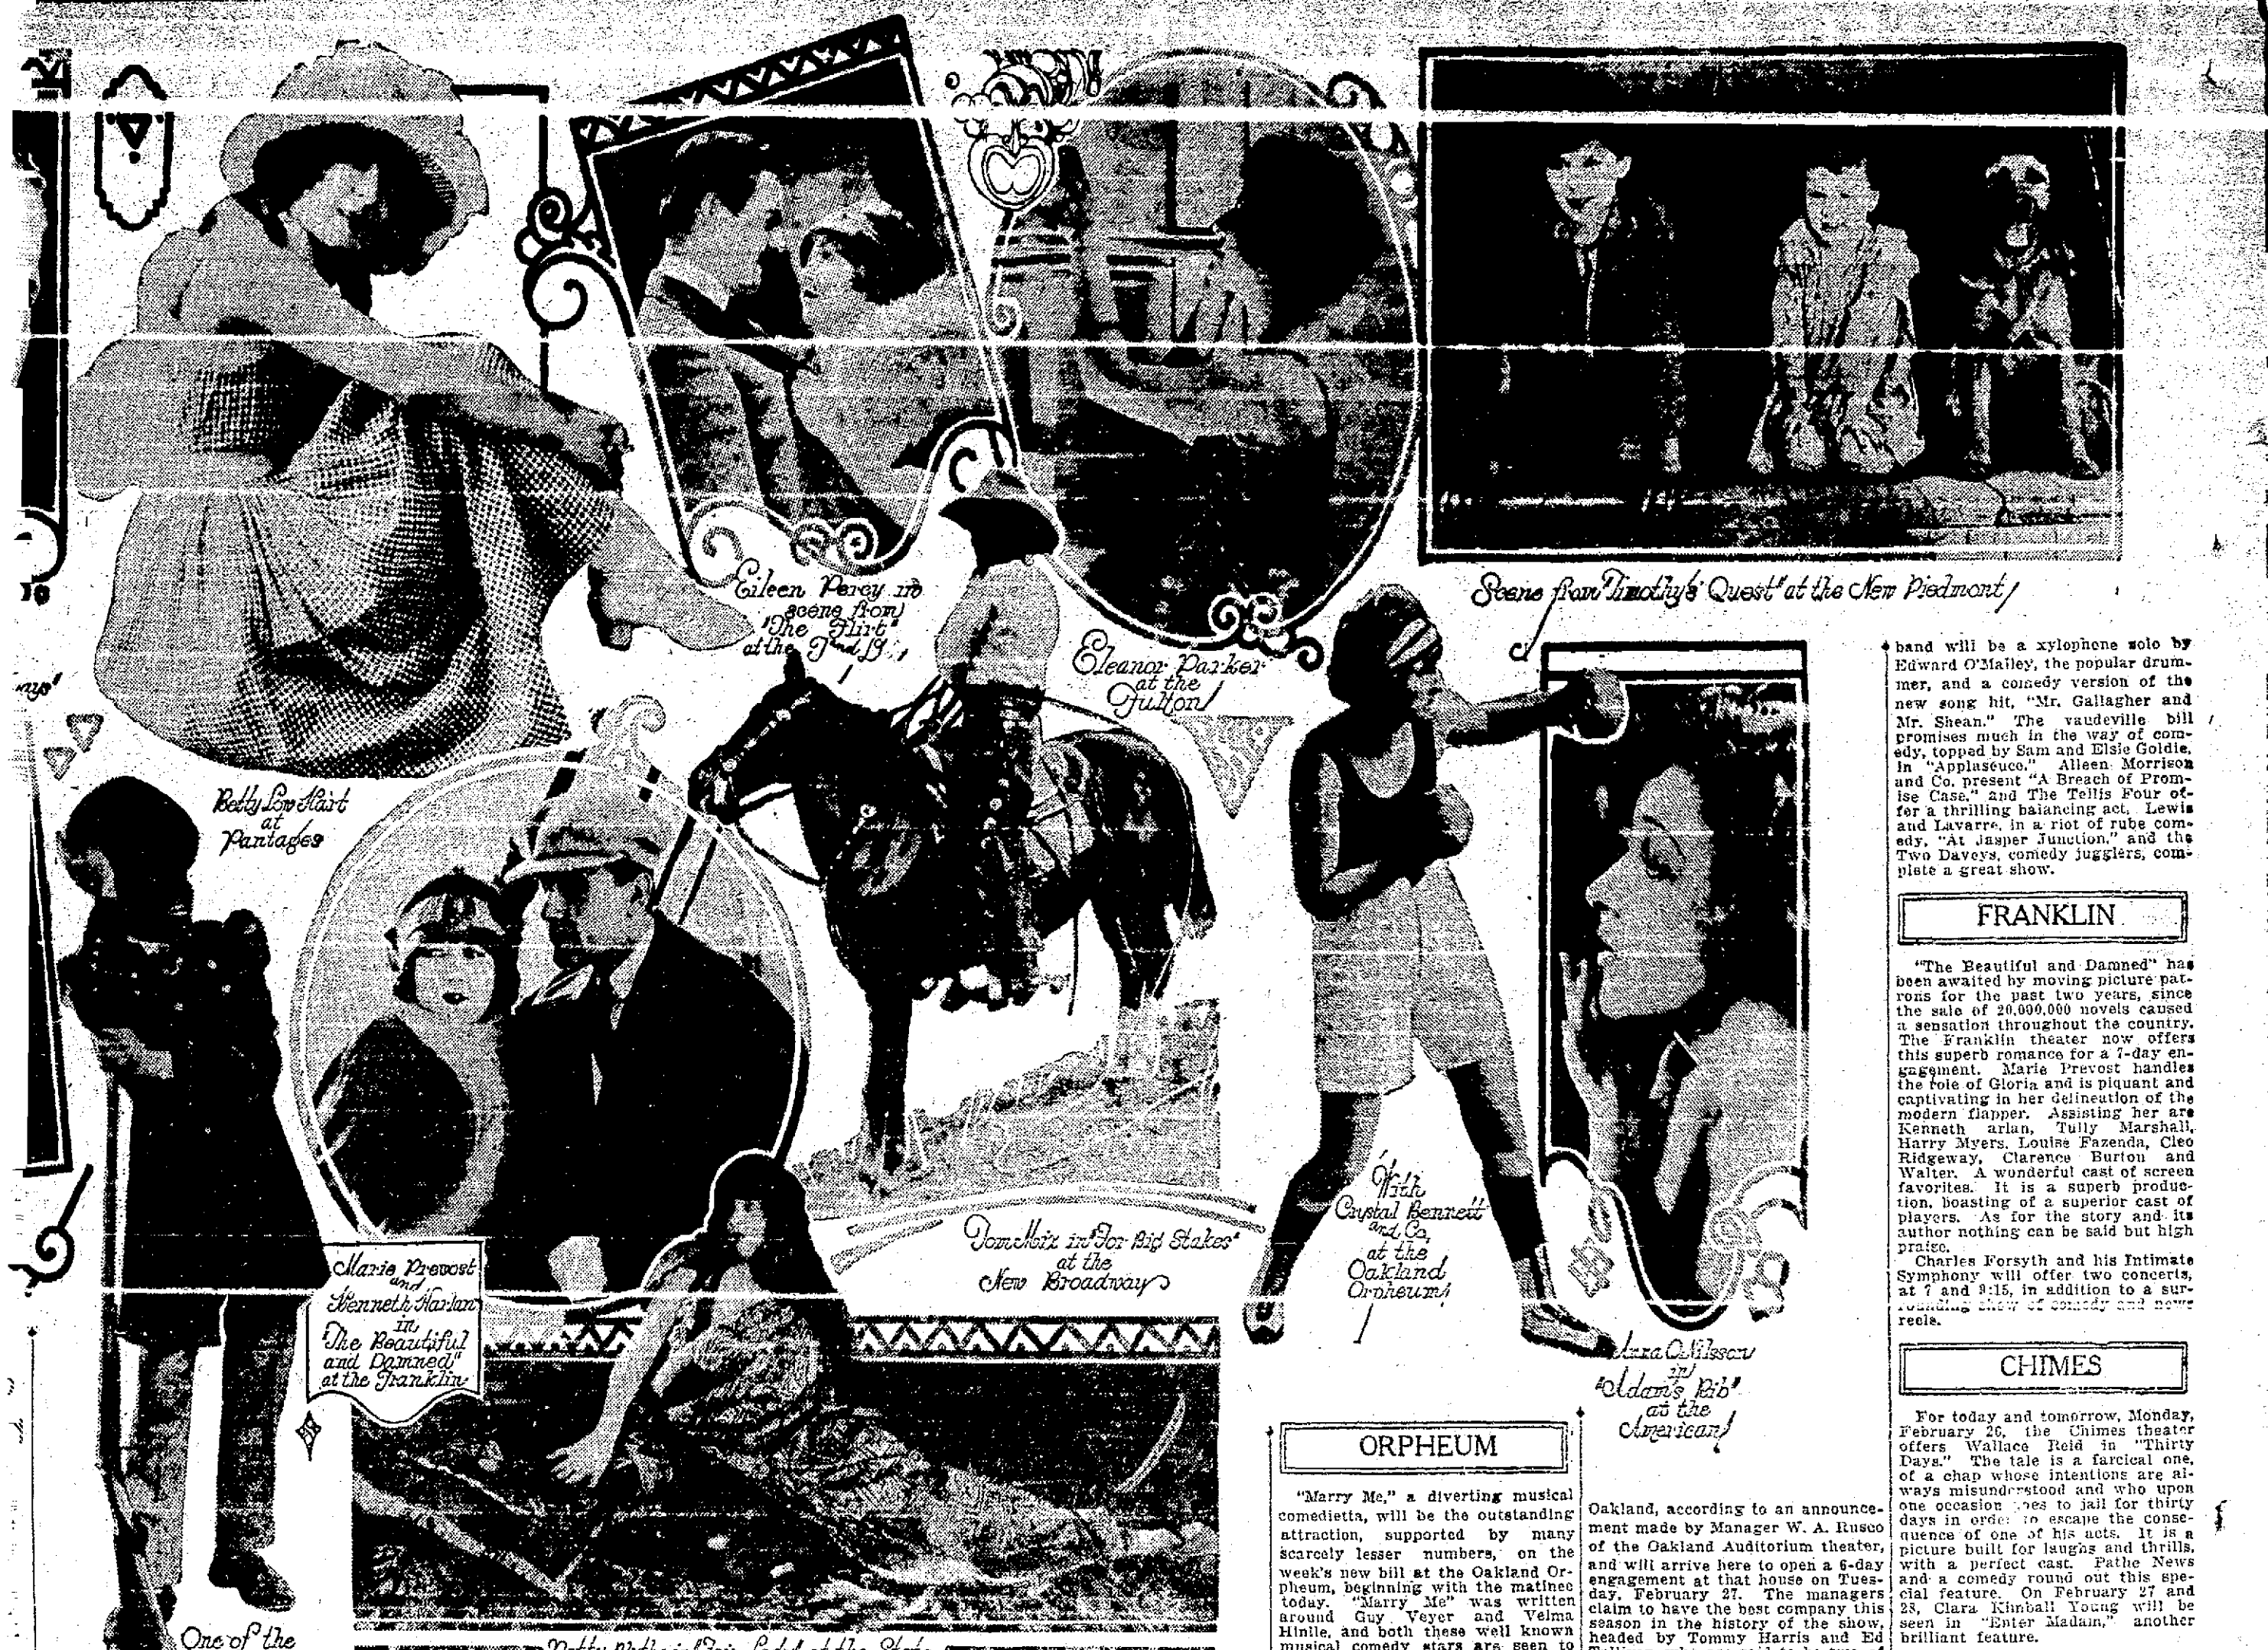 Eileen Percy in
scene from
"The Flirt"
at the
Scene from "Timothy's Quest" at the New Piedmont
Eleanor Parker
at the
Fulton
Betty Lou Hart
at
Pantages
Tom Mix in "For Big Stakes"
at the
New Broadway
Marie Prevost
and
Kenneth Harlan
in
"The Beautiful
and Damned"
at the Franklin
With
Crystal Bennett
and Co,
at the
Oakland
Orpheum
Nilsson
in
"Adam's Rib"
at the
American
One of the
at the State
ORPHEUM
"Marry Me," a diverting musical
comedietta, will be the outstanding
attraction, supported by many
scarcely lesser numbers, on the
week's new bill at the Oakland Or-
pheum, beginning with the matinee
today. "Marry Me" was written
around Guy Veyer and Velma
Hinlle, and both these well known
musical comedy stars are seen to
Oakland, according to an announce-
ment made by Manager W. A. Rusco
of the Oakland Auditorium theater,
and will arrive here to open a 6-day
engagement at that house on Tues-
day, February 27. The managers
claim to have the best company this
season in the history of the show,
headed by Tommy Harris and Ed
band will be a xylophone solo by
Edward O'Malley, the popular drum-
mer, and a comedy version of the
new song hit, "Mr. Gallagher and
Mr. Shean." The vaudeville bill
promises much in the way of com-
edy, topped by Sam and Elsie Goldie,
in "Applaseuce." Alleen Morrison
and Co. present "A Breach of Prom-
ise Case," and The Tellis Four of-
fer a thrilling balancing act. Lewis
and Lavarre, in a riot of rube com-
edy, "At Jasper Junction," and the
Two Daveys, comedy jugglers, com-
plete a great show.
FRANKLIN
"The Beautiful and Damned" has
been awaited by moving picture pat-
rons for the past two years, since
the sale of 20,000,000 novels caused
a sensation throughout the country.
The Franklin theater now offers
this superb romance for a 7-day en-
gagement. Marie Prevost handles
the role of Gloria and is piquant and
captivating in her delineation of the
modern flapper. Assisting her are
Kenneth arlan, Tully Marshall,
Harry Myers, Louise Fazenda, Cleo
Ridgeway, Clarence Burton and
Walter. A wonderful cast of screen
favorites. It is a superb produc-
tion, boasting of a superior cast of
players. As for the story and its
author nothing can be said but high
praise.
Charles Forsyth and his Intimate
Symphony will offer two concerts,
at 7 and 9:15, in addition to a sur-
rounding show of comedy and news
reels.
CHIMES
For today and tomorrow, Monday,
February 26, the Chimes theater
offers Wallace Reid in "Thirty
Days." The tale is a farcical one,
of a chap whose intentions are al-
ways misunderstood and who upon
one occasion goes to jail for thirty
days in order to escape the conse-
quence of one of his acts. It is a
picture built for laughs and thrills,
with a perfect cast. Pathe News
and a comedy round out this spe-
cial feature. On February 27 and
28, Clara Kimball Young will be
seen in "Enter Madam," another
brilliant feature.